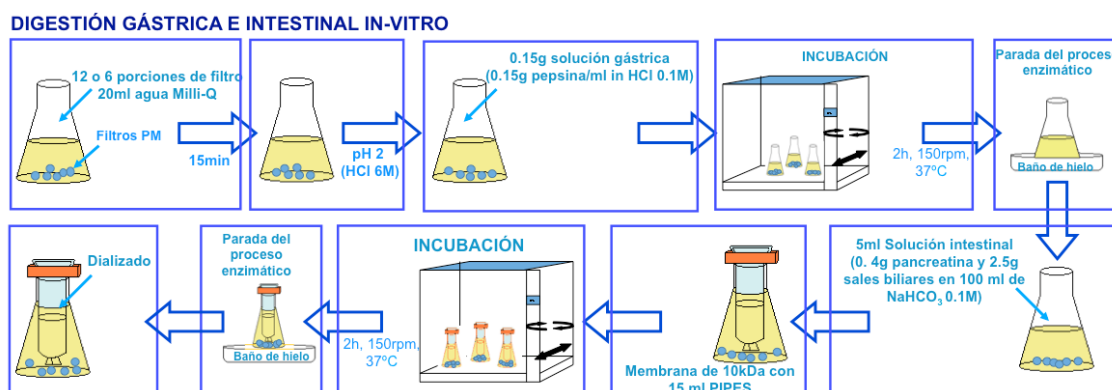 DIGESTIÓN GÁSTRICA E INTESTINAL IN-VITRO
12 o 6 porciones de filtro
20ml agua Milli-Q
Filtros PM
15min
pH 2
(HCl 6M)
0.15g solución gástrica
(0.15g pepsina/ml in HCl 0.1M)
INCUBACIÓN
2h, 150rpm,
37ºC
Parada del proceso
enzimático
Baño de hielo
5ml Solución intestinal
(0. 4g pancreatina y 2.5g
sales biliares en 100 ml de
NaHCO3 0.1M)
Membrana de 10kDa con
15 ml PIPES
INCUBACIÓN
2h, 150rpm,
37ºC
Parada del
proceso
enzimático
Baño de hielo
Dializado